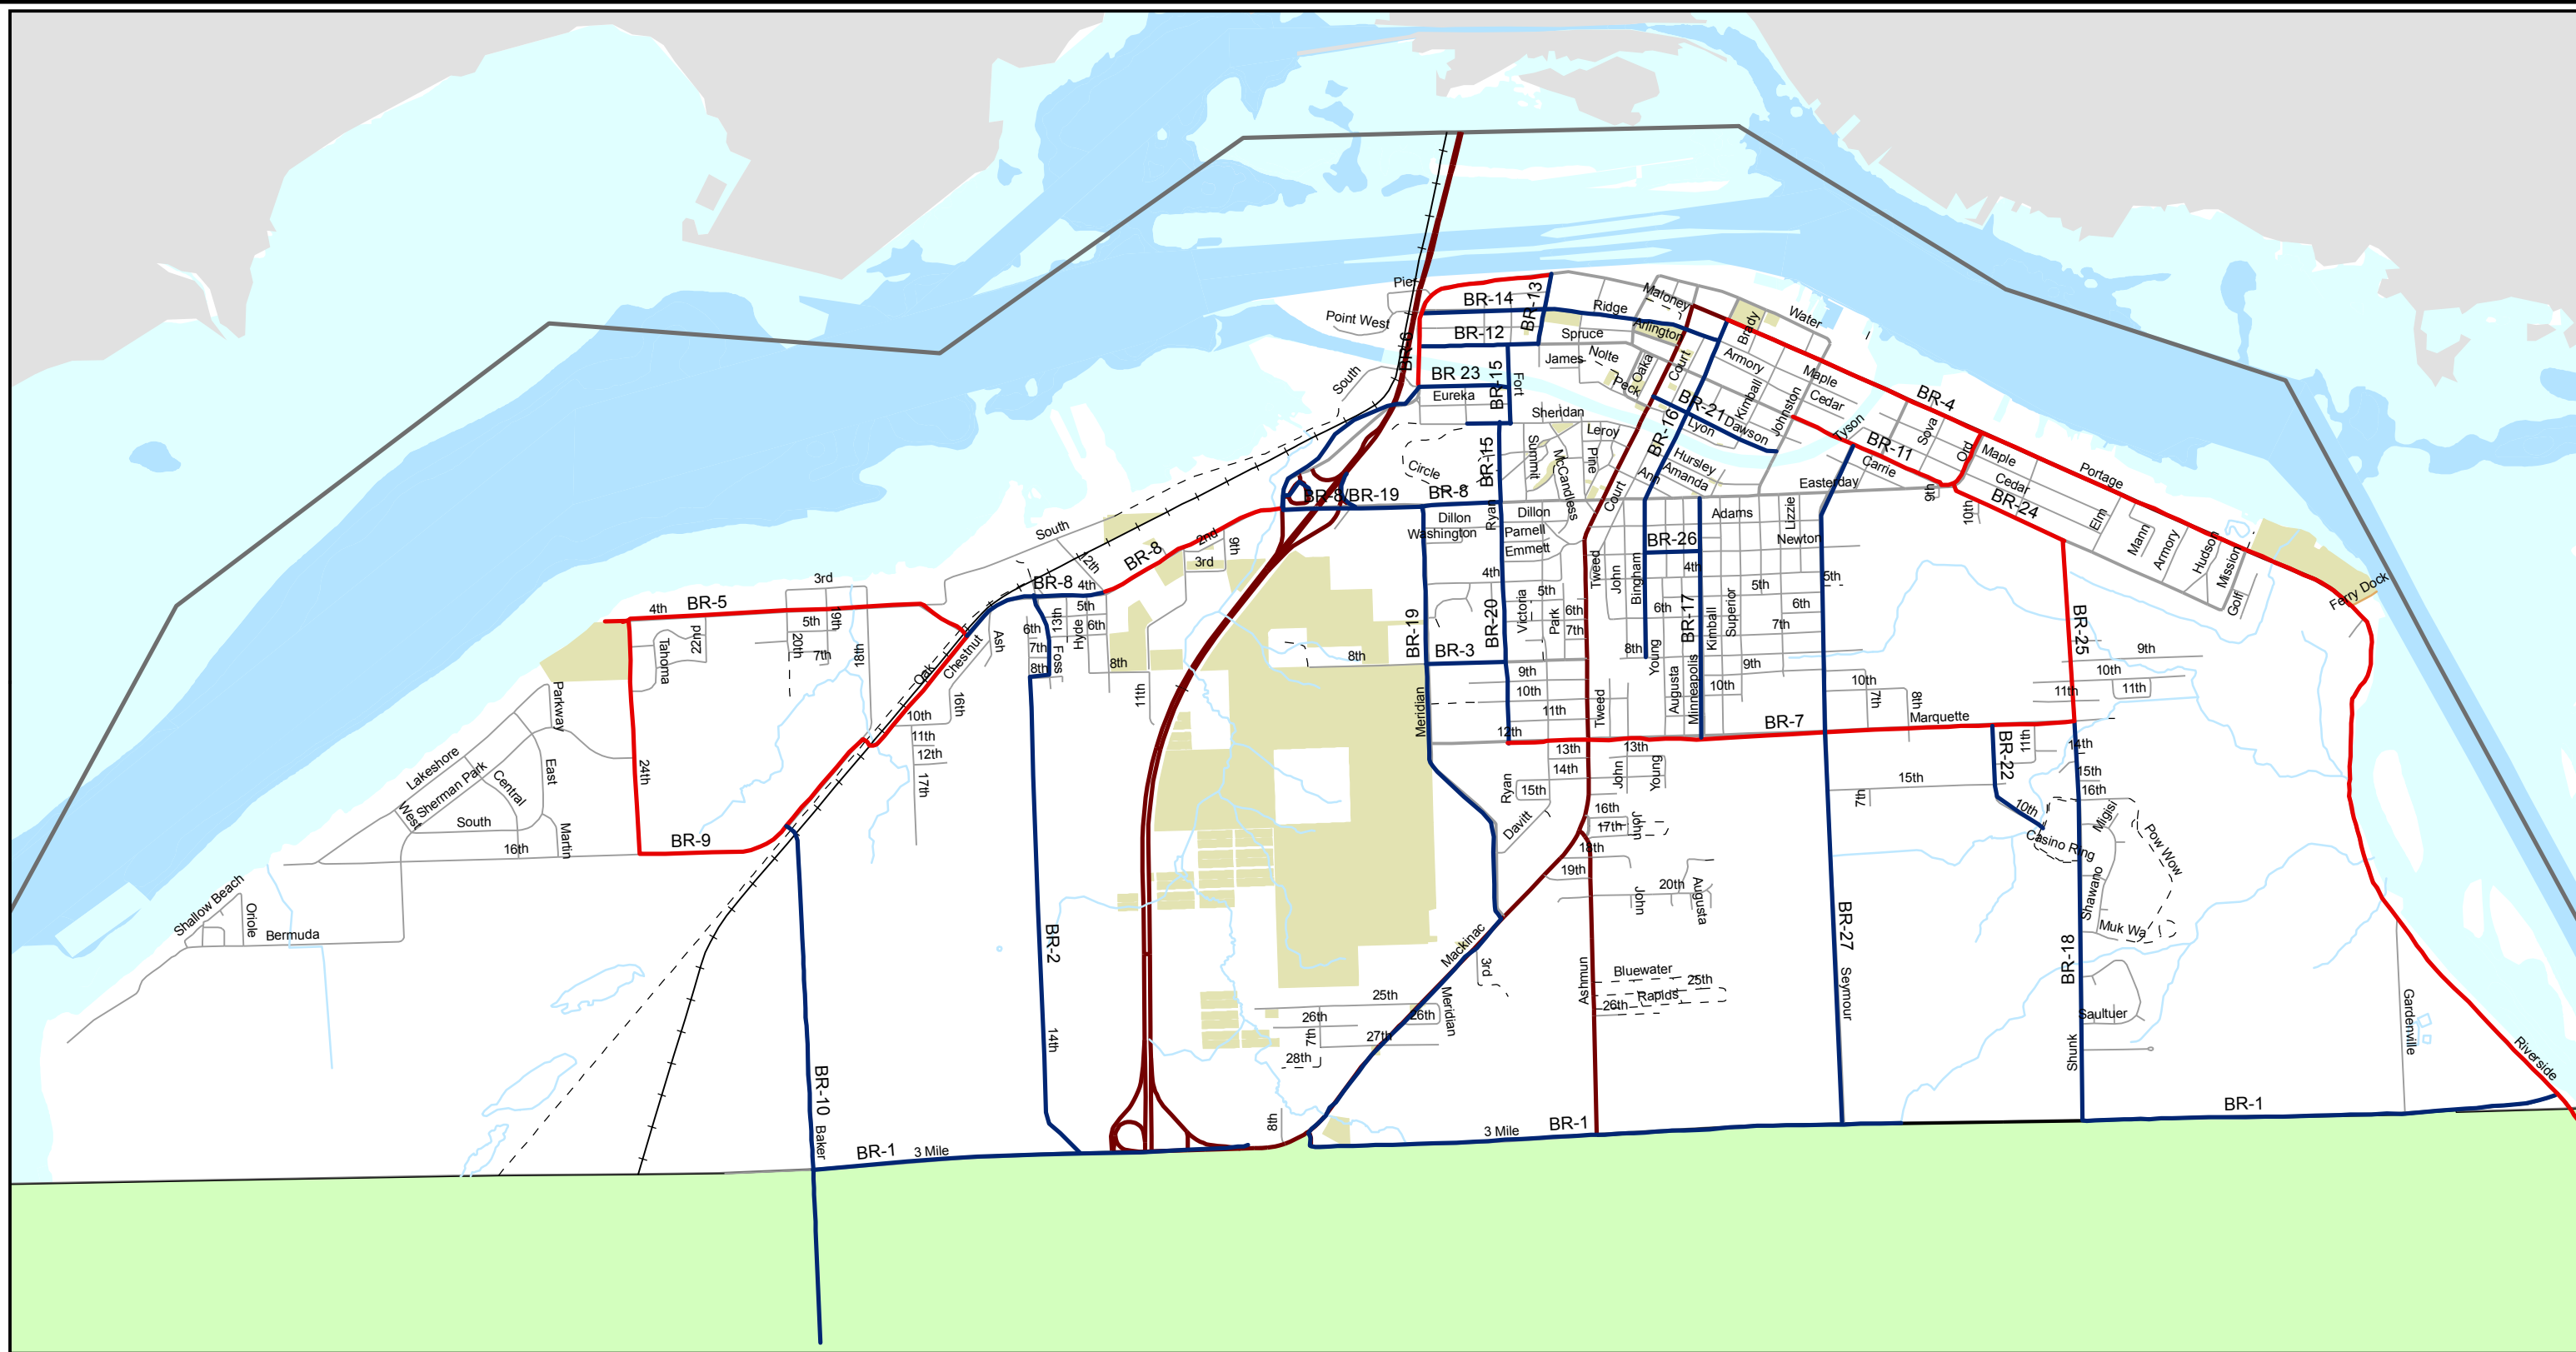 Pier
BR-14
BR-13
Ridge
Maloney
Water
Point West
BR-12
Spruce
Arlington
Brady
BR-6
James
Nolte
Oaka
Court
Armory
Maple
South
BR 23
BR-15
Fort
Peck
Kimball
Cedar
Johnston
BR-4
Eureka
BR-21
Dawson
Sheridan
Lyon
Tyson
Sova
BR-16
Leroy
BR-11
Ord
Maple
Circle
BR-15
Summit
McCandless
Pine
Ann
Hursley
Amanda
Carrie
Cedar
Portage
BR-8/BR-19
BR-8
Ryan
Court
Easterday
9th
BR-24
Dillon
Dillon
Adams
Lizzie
10th
Elm
Mann
Armory
Hudson
Mission
Golf
Ferry Dock
Washington
Parnell
Emmett
BR-26
Newton
South
12th
BR-8
2nd
9th
3rd
3rd
BR-8
4th
4th
Tweed
John
Bingham
4th
5th
5th
BR-5
4th
5th
19th
20th
7th
18th
22nd
Tahoma
5th
6th
13th
Hyde
6th
7th
8th
Foss
Ash
8th
11th
BR-19
BR-20
Victoria
5th
Park
6th
7th
6th
BR-17
Kimball
Superior
6th
7th
BR-25
Oak
Chestnut
16th
8th
BR-3
8th
Young
9th
9th
9th
10th
10th
Augusta
Minneapolis
10th
10th
7th
8th
11th
11th
Parkway
10th
11th
12th
17th
Meridian
11th
12th
Tweed
BR-7
Marquette
Lakeshore
Sherman Park
Central
East
West
South
Martin
16th
24th
BR-9
13th
14th
13th
John
Young
Ryan
15th
Davitt
BR-22
11th
14th
15th
15th
7th
16th
10th
Migisi
Casino Ring
Pow Wow
16th
17th
John
18th
19th
20th
John
Augusta
Shawano
Muk Wa
Shallow Beach
Oriole
Bermuda
BR-2
Mackinac
3rd
BR-27
BR-18
Bluewater
25th
Rapids
26th
Ashmun
Seymour
25th
26th
26th
27th
7th
28th
Meridian
14th
Saultuer
Shunk
Gardenville
Riverside
BR-10
Baker
8th
BR-1
3 Mile
3 Mile
BR-1
BR-1